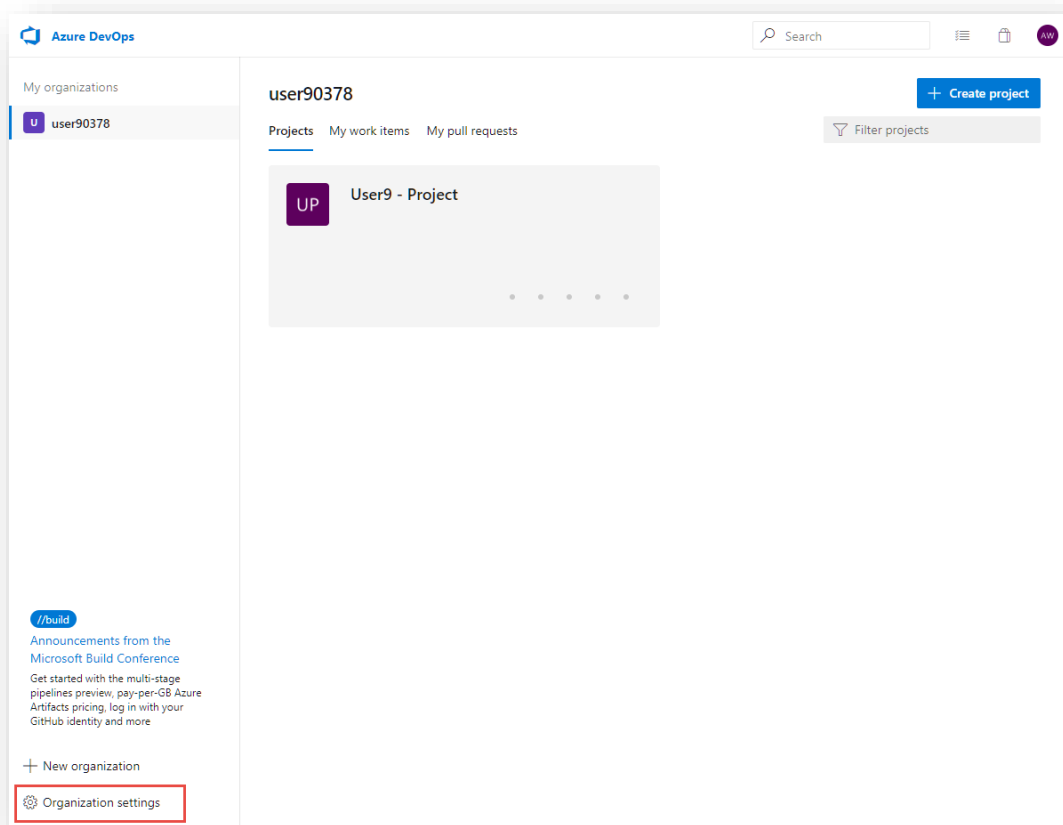 Azure DevOps
Search
AW
My organizations
U user90378
user90378
+ Create project
Projects My work items My pull requests
Filter projects
UP User9 - Project
//build
Announcements from the
Microsoft Build Conference
Get started with the multi-stage
pipelines preview, pay-per-GB Azure
Artifacts pricing, log in with your
GitHub identity and more
+ New organization
Organization settings